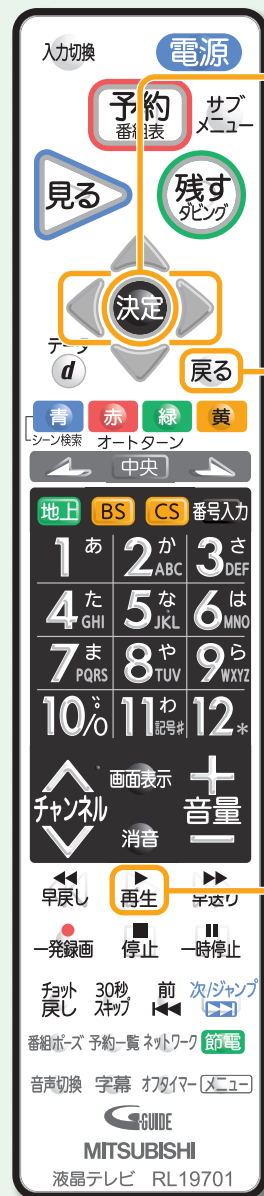 入力切換 電源
予約 サブ
番組表 メニュー
見る 残す
ダビング
決定
データ
d 戻る
青 赤 緑 黄
シーン検索 オートターン
中央
地上 BS CS 番号入力
1 あ 2 か ABC 3 さ DEF
4 た GHI 5 な JKL 6 は MNO
7 ま PQRS 8 や TUV 9 ら WXYZ
10/0 ゛゜ 11 わ 記号# 12 *
画面表示 +
チャンネル 音量
消音 −
早戻し 再生 早送り
一発録画 停止 一時停止
チョット 30秒 前 次/ジャンプ
戻し スキップ
番組ポーズ 予約一覧 ネットワーク 節電
音声切換 字幕 オフタイマー メニュー
G-GUIDE
MITSUBISHI
液晶テレビ RL19701